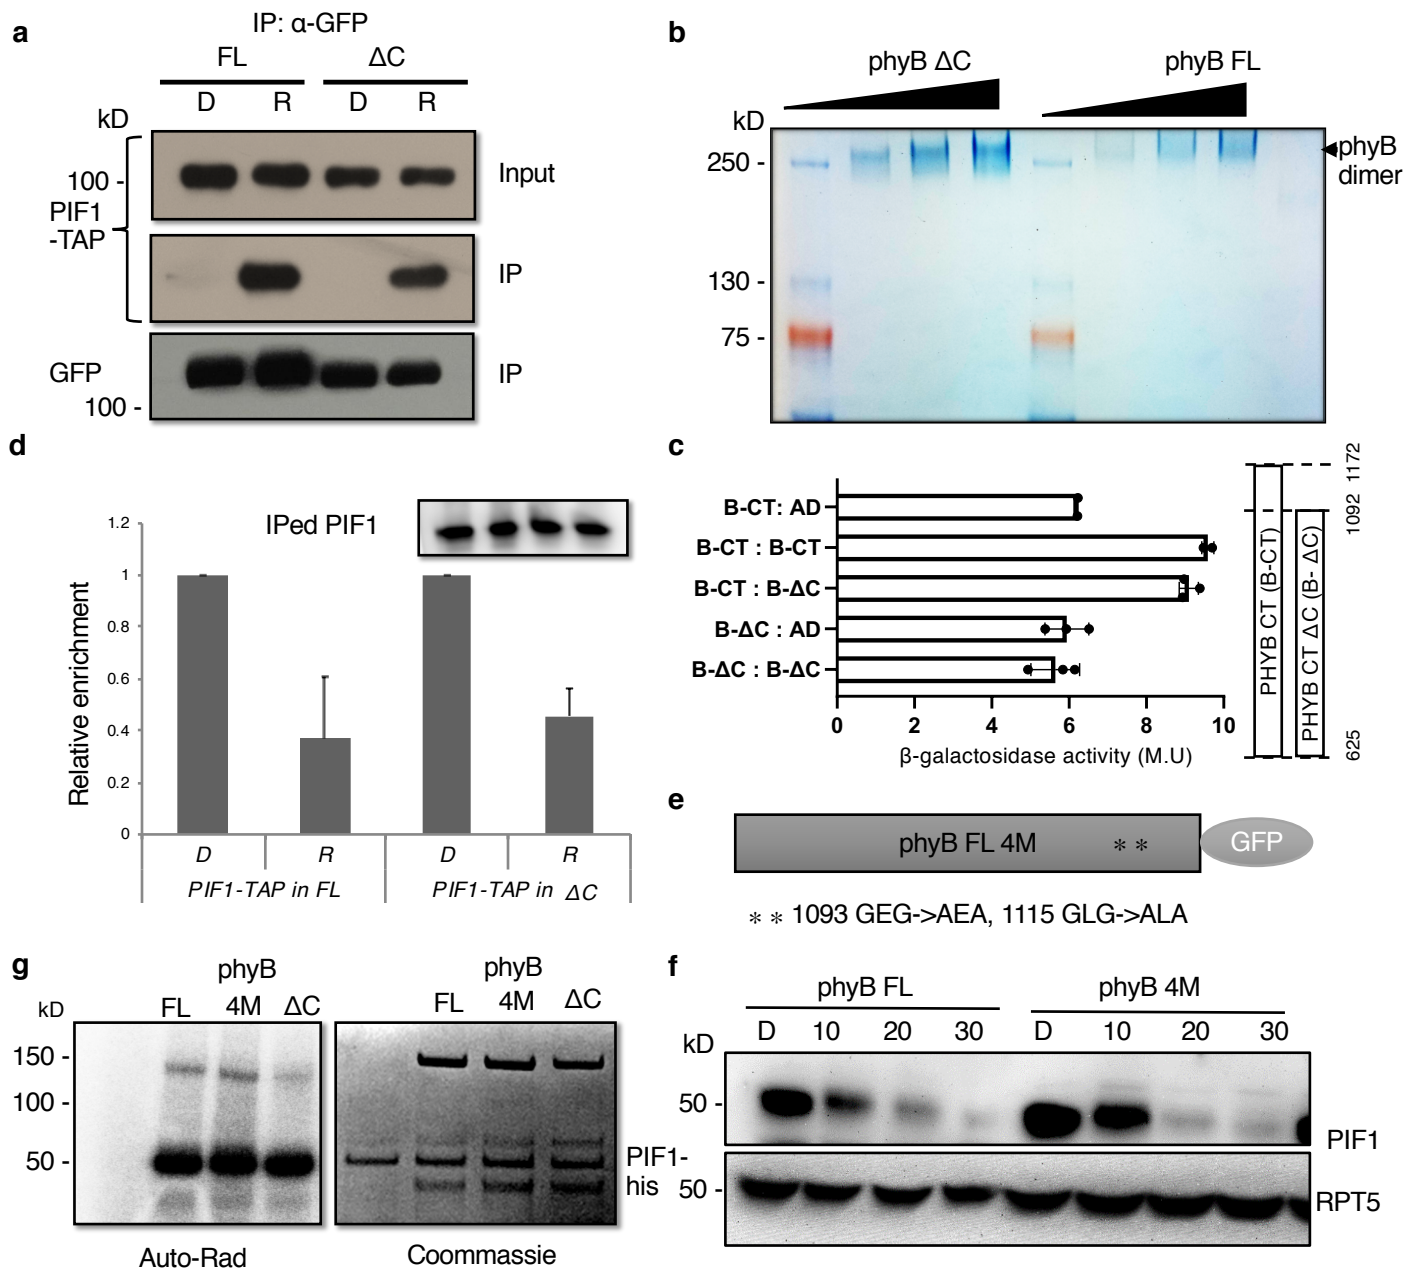 a
IP: α-GFP
FL
ΔC
D
R
D
R
kD
100 -
PIF1
-TAP
Input
IP
GFP
100 -
IP
b
phyB ΔC
phyB FL
kD
250 -
130 -
75 -
phyB
dimer
c
B-CT: AD
B-CT : B-CT
B-CT : B-ΔC
B-ΔC : AD
B-ΔC : B-ΔC
0 2 4 6 8 10
β-galactosidase activity (M.U)
PHYB CT (B-CT)
PHYB CT ΔC (B- ΔC)
625
1092
1172
d
IPed PIF1
Relative enrichment
1.2
1
0.8
0.6
0.4
0.2
0
D
R
D
R
PIF1-TAP in FL
PIF1-TAP in ΔC
e
phyB FL 4M
* *
GFP
* * 1093 GEG->AEA, 1115 GLG->ALA
g
phyB
kD
FL 4M ΔC
150 -
100 -
50 -
Auto-Rad
phyB
FL 4M ΔC
PIF1-
his
Coommassie
f
phyB FL
phyB 4M
D 10 20 30
D 10 20 30
kD
50 -
PIF1
50 -
RPT5